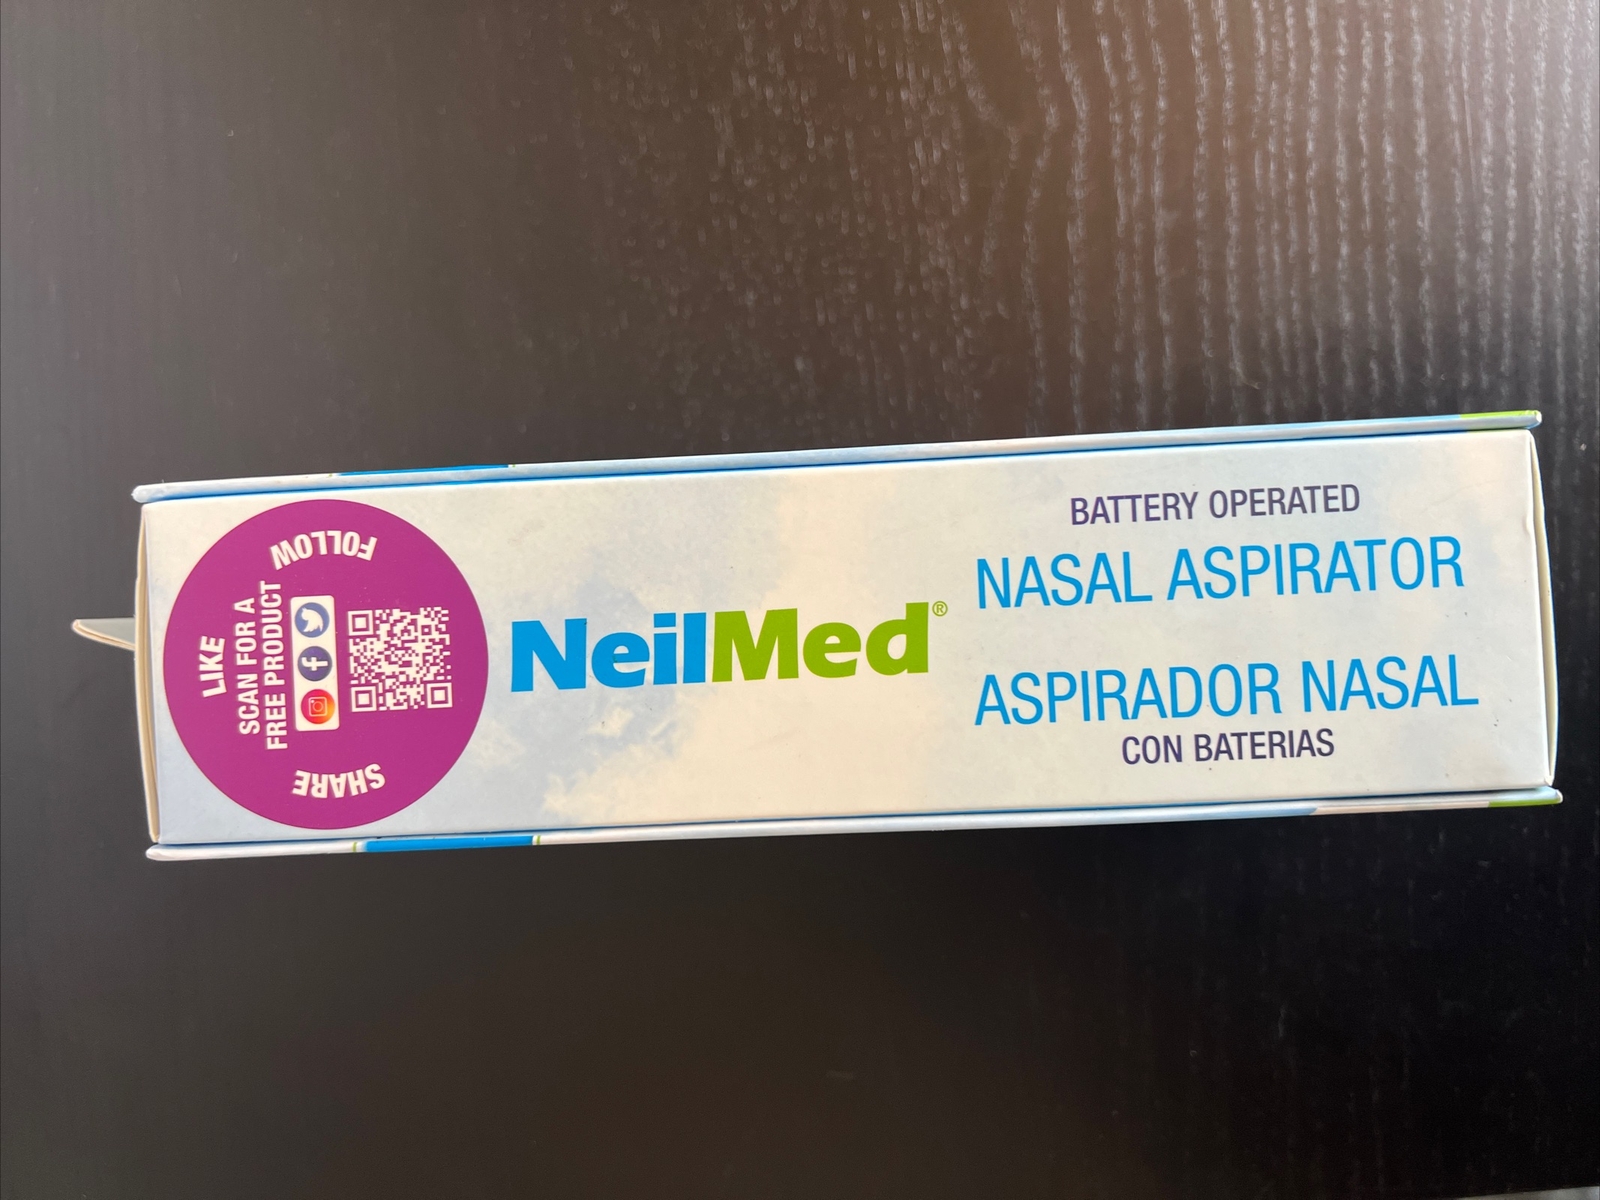 LIKE
SCAN FOR A
FREE PRODUCT
FOLLOW
SHARE
NeilMed®
BATTERY OPERATED
NASAL ASPIRATOR
ASPIRADOR NASAL
CON BATERIAS